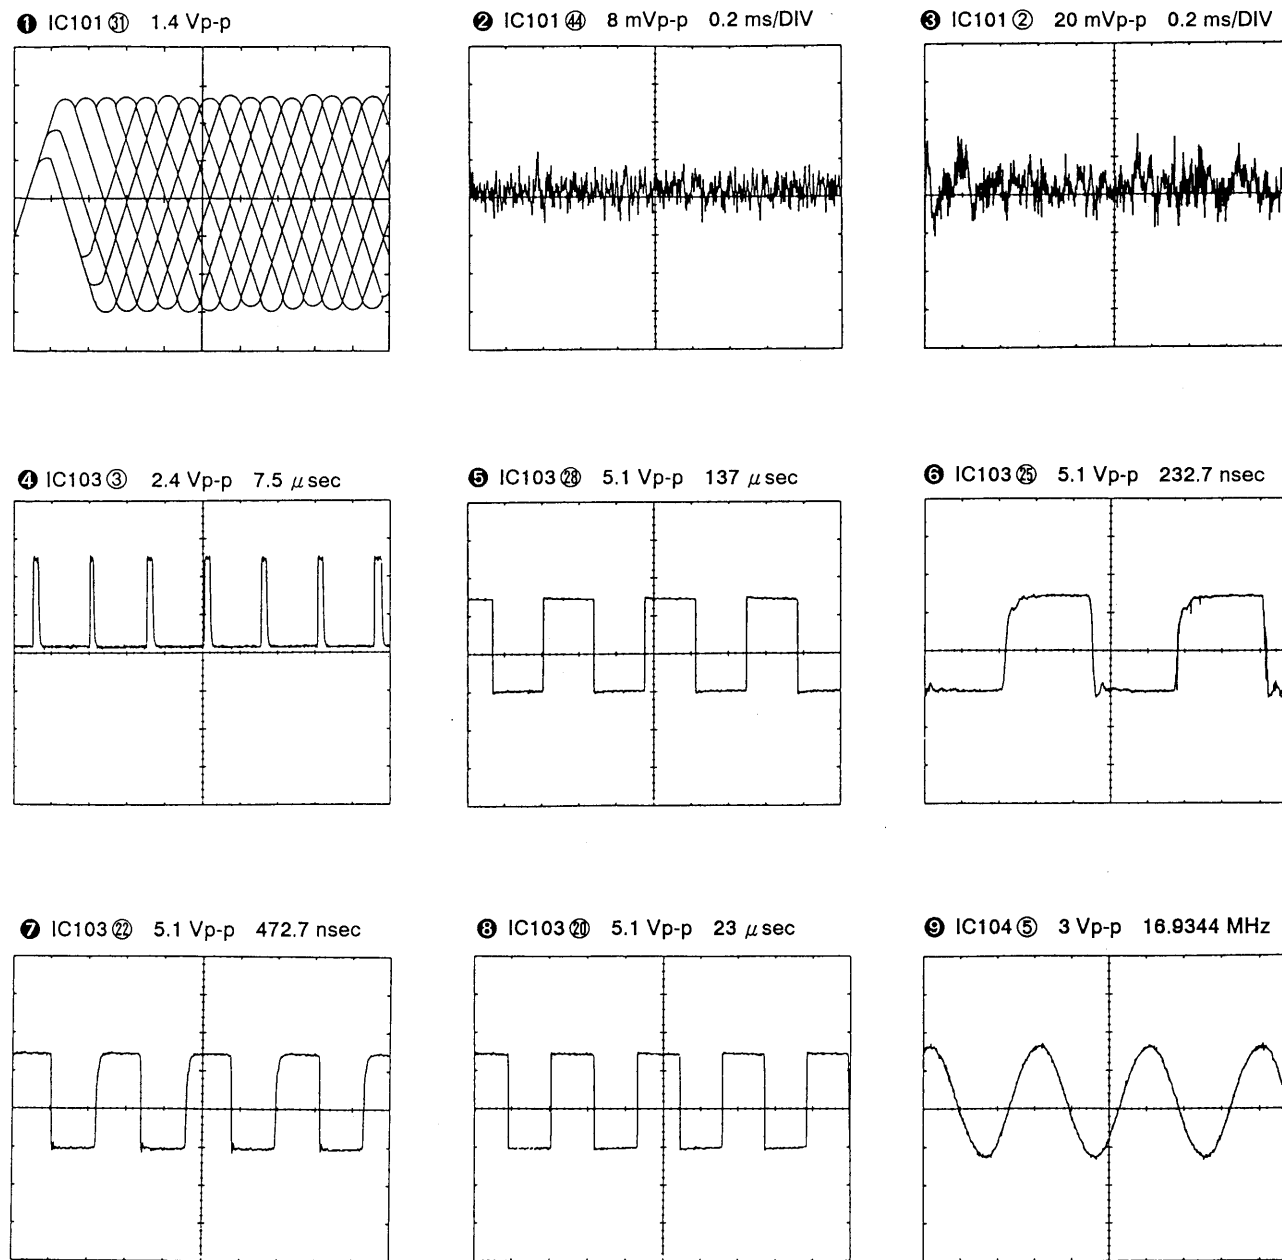 ❶ IC101 ㉛ 1.4 Vp-p
❷ IC101 ㊹ 8 mVp-p 0.2 ms/DIV
❸ IC101 ② 20 mVp-p 0.2 ms/DIV
❹ IC103 ③ 2.4 Vp-p 7.5 μsec
❺ IC103 ㉘ 5.1 Vp-p 137 μsec
❻ IC103 ㉕ 5.1 Vp-p 232.7 nsec
❼ IC103 ㉒ 5.1 Vp-p 472.7 nsec
❽ IC103 ⑳ 5.1 Vp-p 23 μsec
❾ IC104 ⑤ 3 Vp-p 16.9344 MHz